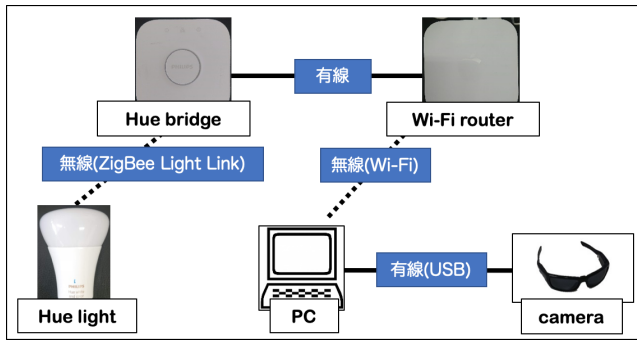 有線
Hue bridge
Wi-Fi router
無線(ZigBee Light Link)
無線(Wi-Fi)
有線(USB)
Hue light
PC
camera